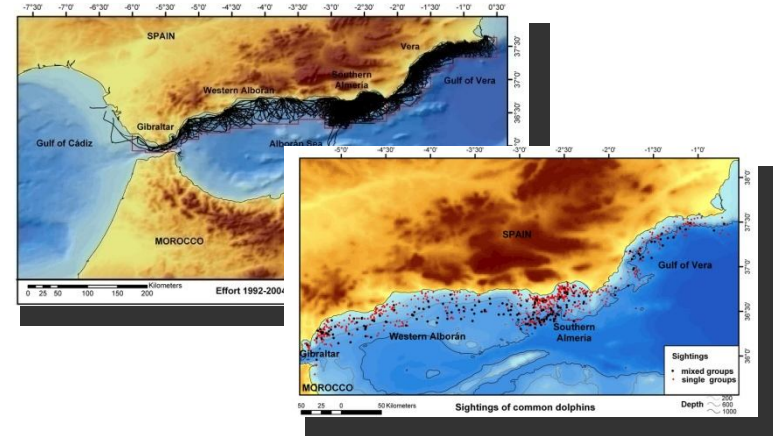 -7°30' -7°0' -6°30' -6°0' -5°30' -5°0' -4°30' -4°0' -3°30' -3°0' -2°30' -2°0' -1°30' -1°0' -0°30'
SPAIN
Vera
37°30'
Southern
Almeria
Western Alborán
Gulf of Vera
37°0'
36°30'
Gibraltar
Gulf of Cádiz
Alborán Sea
MOROCCO
Kilometers
0 25 50 100 150 200
Effort 1992-2004
-5°0' -4°30' -4°0' -3°30' -3°0' -2°30' -2°0' -1°30' -1°0'
38°0'
SPAIN
37°30'
Gulf of Vera
37°0'
36°30'
Western Alborán
Southern
Almeria
Gibraltar
36°0'
MOROCCO
Sightings
mixed groups
single groups
50 25 0 50 Kilometers
Sightings of common dolphins
Depth
200
600
1000